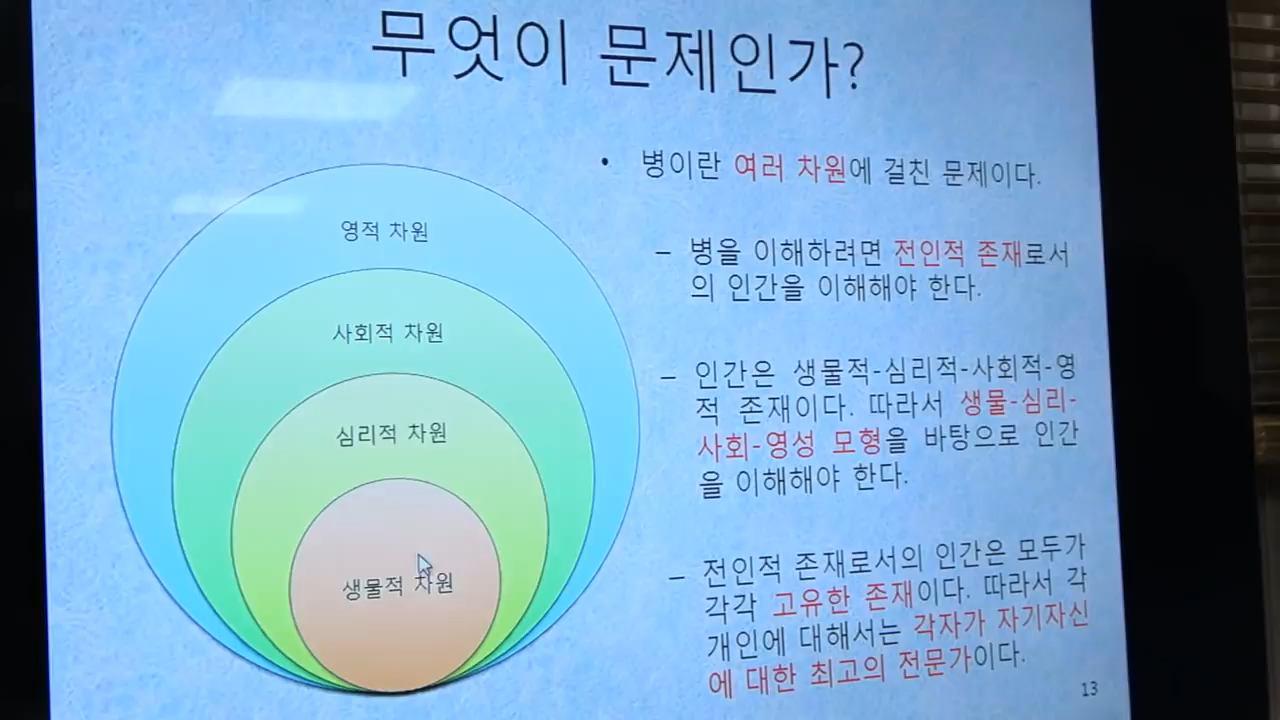 무엇이 문제인가?
영적 차원
사회적 차원
심리적 차원
생물적 차원
• 병이란 여러 차원에 걸친 문제이다.
– 병을 이해하려면 전인적 존재로서
의 인간을 이해해야 한다.
– 인간은 생물적-심리적-사회적-영
적 존재이다. 따라서 생물-심리-
사회-영성 모형을 바탕으로 인간
을 이해해야 한다.
– 전인적 존재로서의 인간은 모두가
각각 고유한 존재이다. 따라서 각
개인에 대해서는 각자가 자기자신
에 대한 최고의 전문가이다.
13